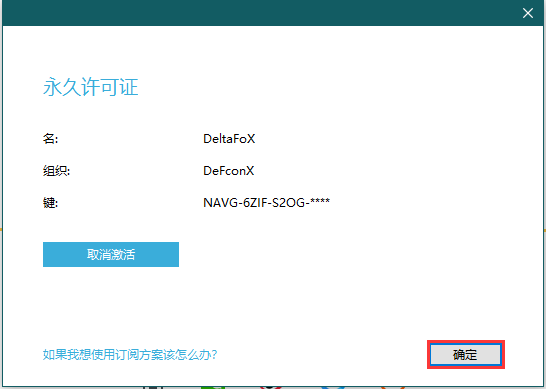 永久许可证
名: DeltaFoX
组织: DeFconX
键: NAVG-6ZIF-S2OG-****
取消激活
如果我想使用订阅方案该怎么办?
确定